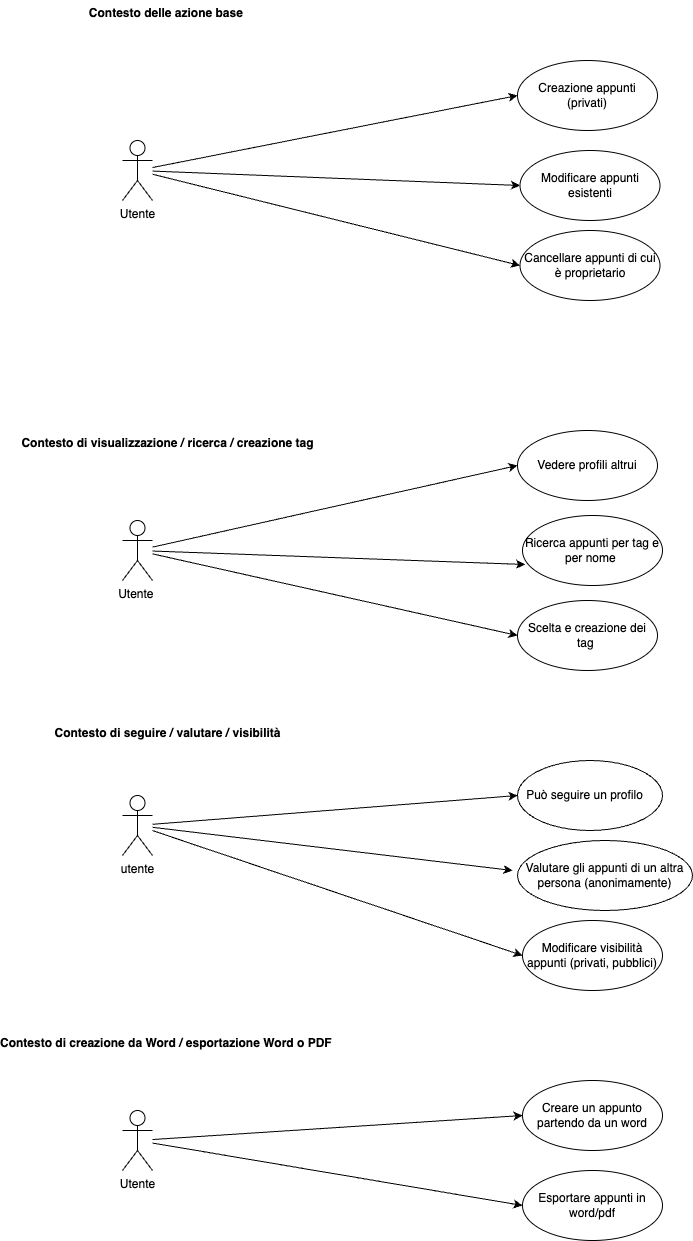 Contesto delle azione base
Creazione appunti
(privati)
Modificare appunti
esistenti
Utente
Cancellare appunti di cui
è proprietario
Contesto di visualizzazione / ricerca / creazione tag
Vedere profili altrui
Ricerca appunti per tag e
per nome
Utente
Scelta e creazione dei
tag
Contesto di seguire / valutare / visibilità
Può seguire un profilo
utente
Valutare gli appunti di un altra
persona (anonimamente)
Modificare visibilità
appunti (privati, pubblici)
Contesto di creazione da Word / esportazione Word o PDF
Creare un appunto
partendo da un word
Utente
Esportare appunti in
word/pdf